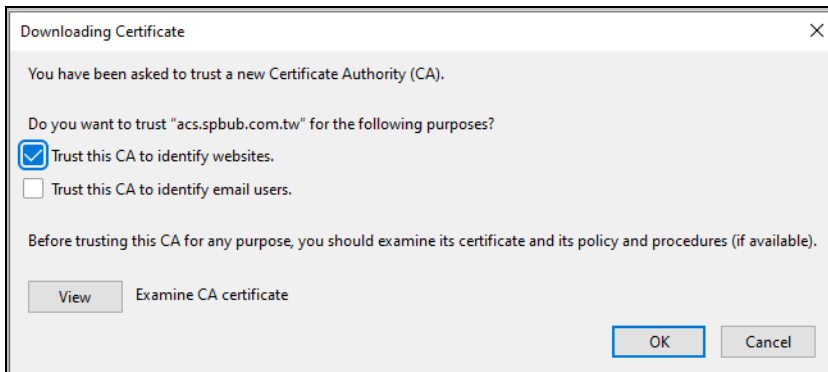 Downloading Certificate
You have been asked to trust a new Certificate Authority (CA).
Do you want to trust “acs.spbub.com.tw” for the following purposes?
Trust this CA to identify websites.
Trust this CA to identify email users.
Before trusting this CA for any purpose, you should examine its certificate and its policy and procedures (if available).
View Examine CA certificate
OK Cancel